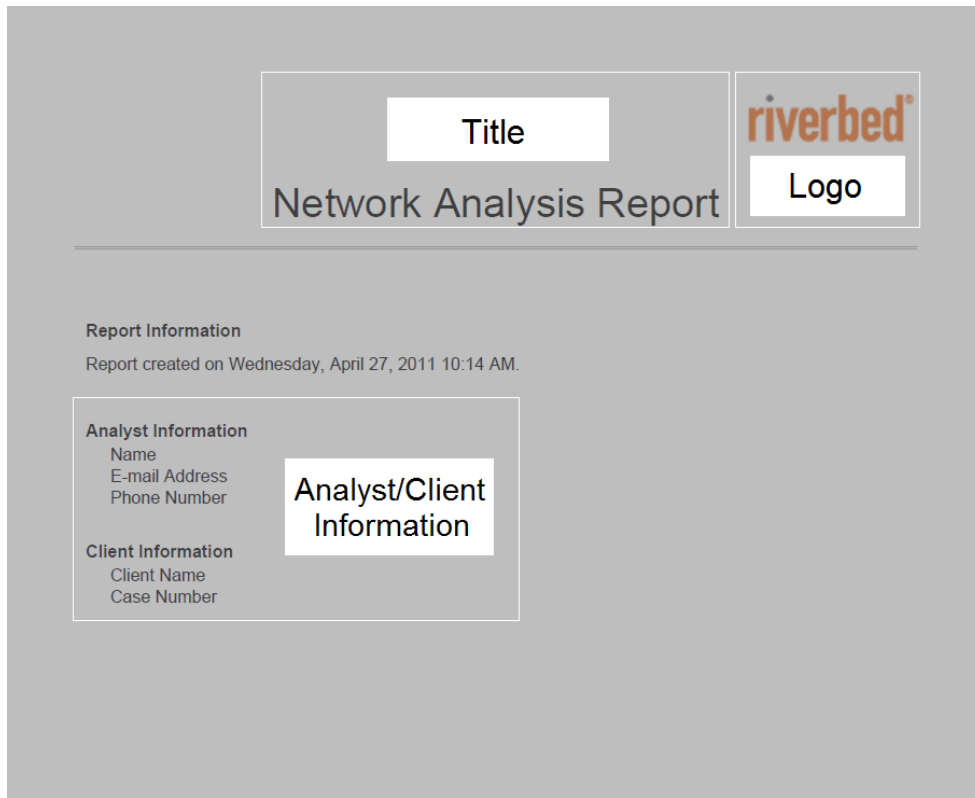 Title
Network Analysis Report
riverbed®
Logo
Report Information
Report created on Wednesday, April 27, 2011 10:14 AM.
Analyst Information
Name
E-mail Address
Phone Number
Analyst/Client
Information
Client Information
Client Name
Case Number